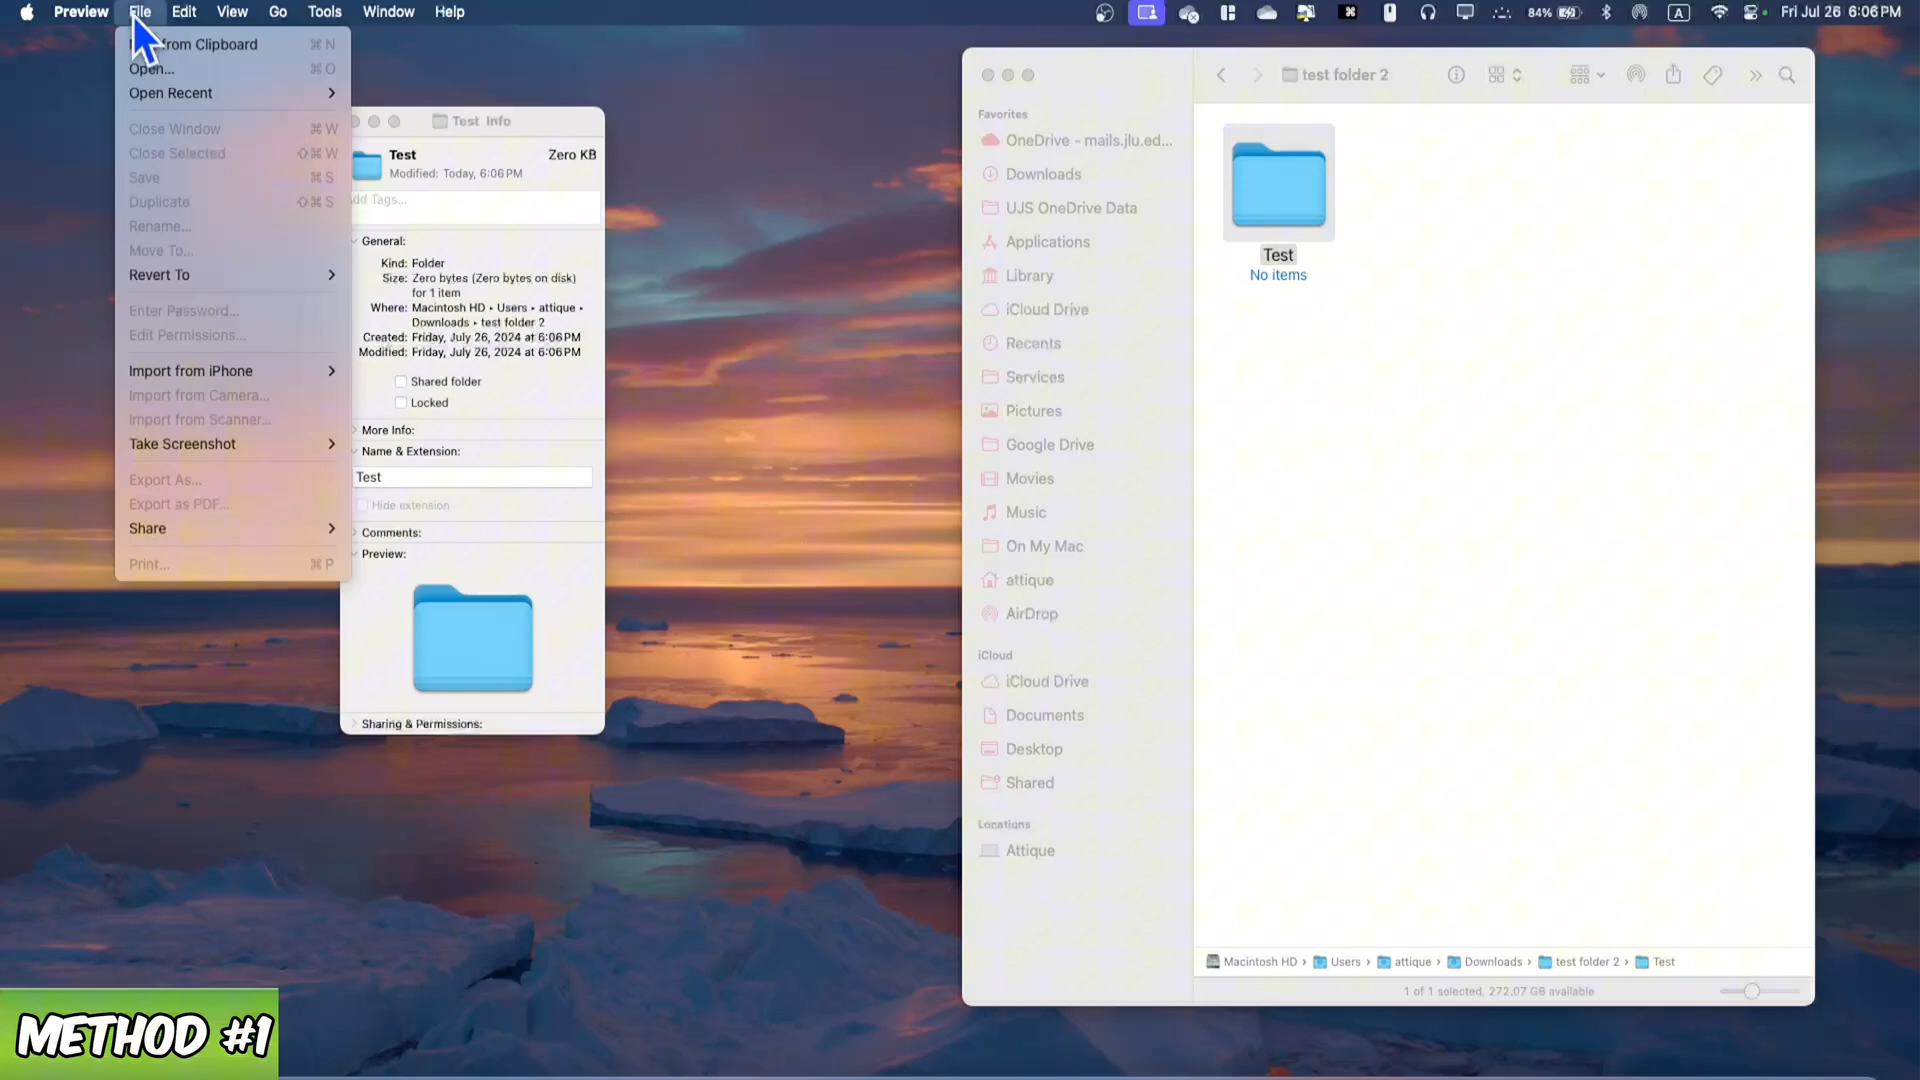 Preview File Edit View Go Tools Window Help
84% A Fri Jul 26 6:06 PM
from Clipboard ⌘ N
Open... ⌘ O
Open Recent >
Close Window ⌘ W
Close Selected ⇧⌘ W
Save ⌘ S
Duplicate ⇧⌘ S
Rename...
Move To...
Revert To >
Enter Password...
Edit Permissions...
Import from iPhone >
Import from Camera...
Import from Scanner...
Take Screenshot >
Export As...
Export as PDF...
Share >
Print... ⌘ P
Test Info
Test Zero KB
Modified: Today, 6:06 PM
dd Tags...
General:
Kind: Folder
Size: Zero bytes (Zero bytes on disk)
for 1 item
Where: Macintosh HD ▸ Users ▸ attique ▸
Downloads ▸ test folder 2
Created: Friday, July 26, 2024 at 6:06 PM
Modified: Friday, July 26, 2024 at 6:06 PM
Shared folder
Locked
More Info:
Name & Extension:
Test
Hide extension
Comments:
Preview:
Sharing & Permissions:
test folder 2
Favorites
OneDrive - mails.jlu.ed...
Downloads
UJS OneDrive Data
Applications
Library
iCloud Drive
Recents
Services
Pictures
Google Drive
Movies
Music
On My Mac
attique
AirDrop
iCloud
iCloud Drive
Documents
Desktop
Shared
Locations
Attique
Test
No items
Macintosh HD › Users › attique › Downloads › test folder 2 › Test
1 of 1 selected, 272.07 GB available
METHOD #1